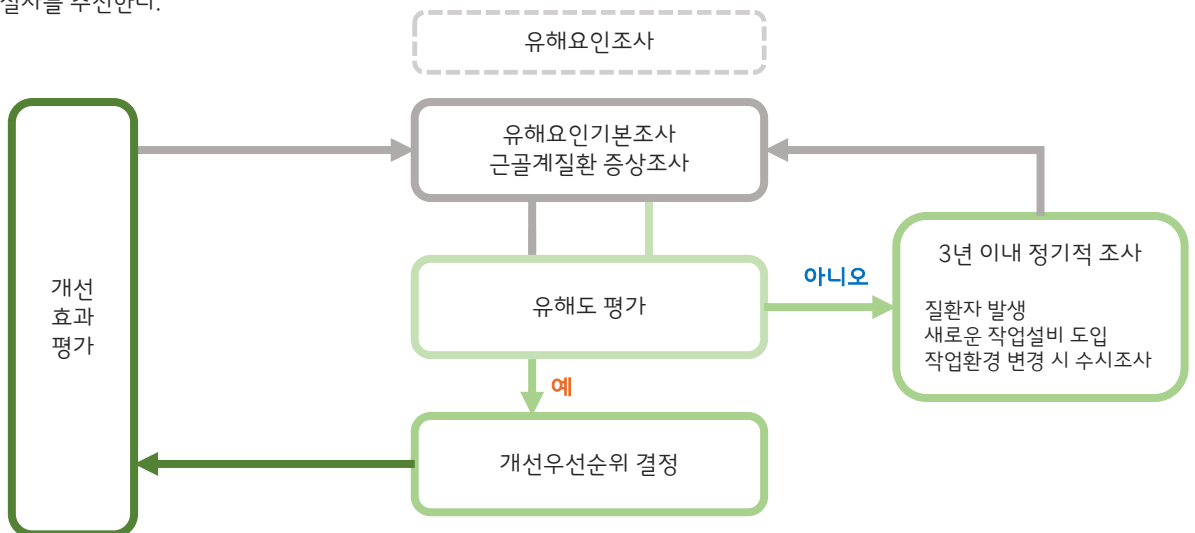 유해요인조사
유해요인기본조사
근골계질환 증상조사
3년 이내 정기적 조사
아니오
개선
효과
평가
유해도 평가
질환자 발생
새로운 작업설비 도입
작업환경 변경 시 수시조사
예
개선우선순위 결정